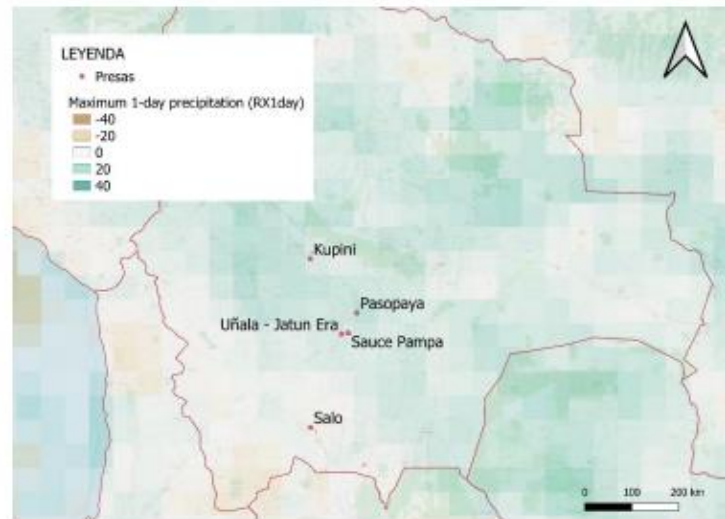 LEYENDA
Presas
Maximum 1-day precipitation (RX1day)
-40
-20
0
20
40
Kupini
Pasopaya
Uñala - Jatun Era
Sauce Pampa
Salo
0 100 200 km